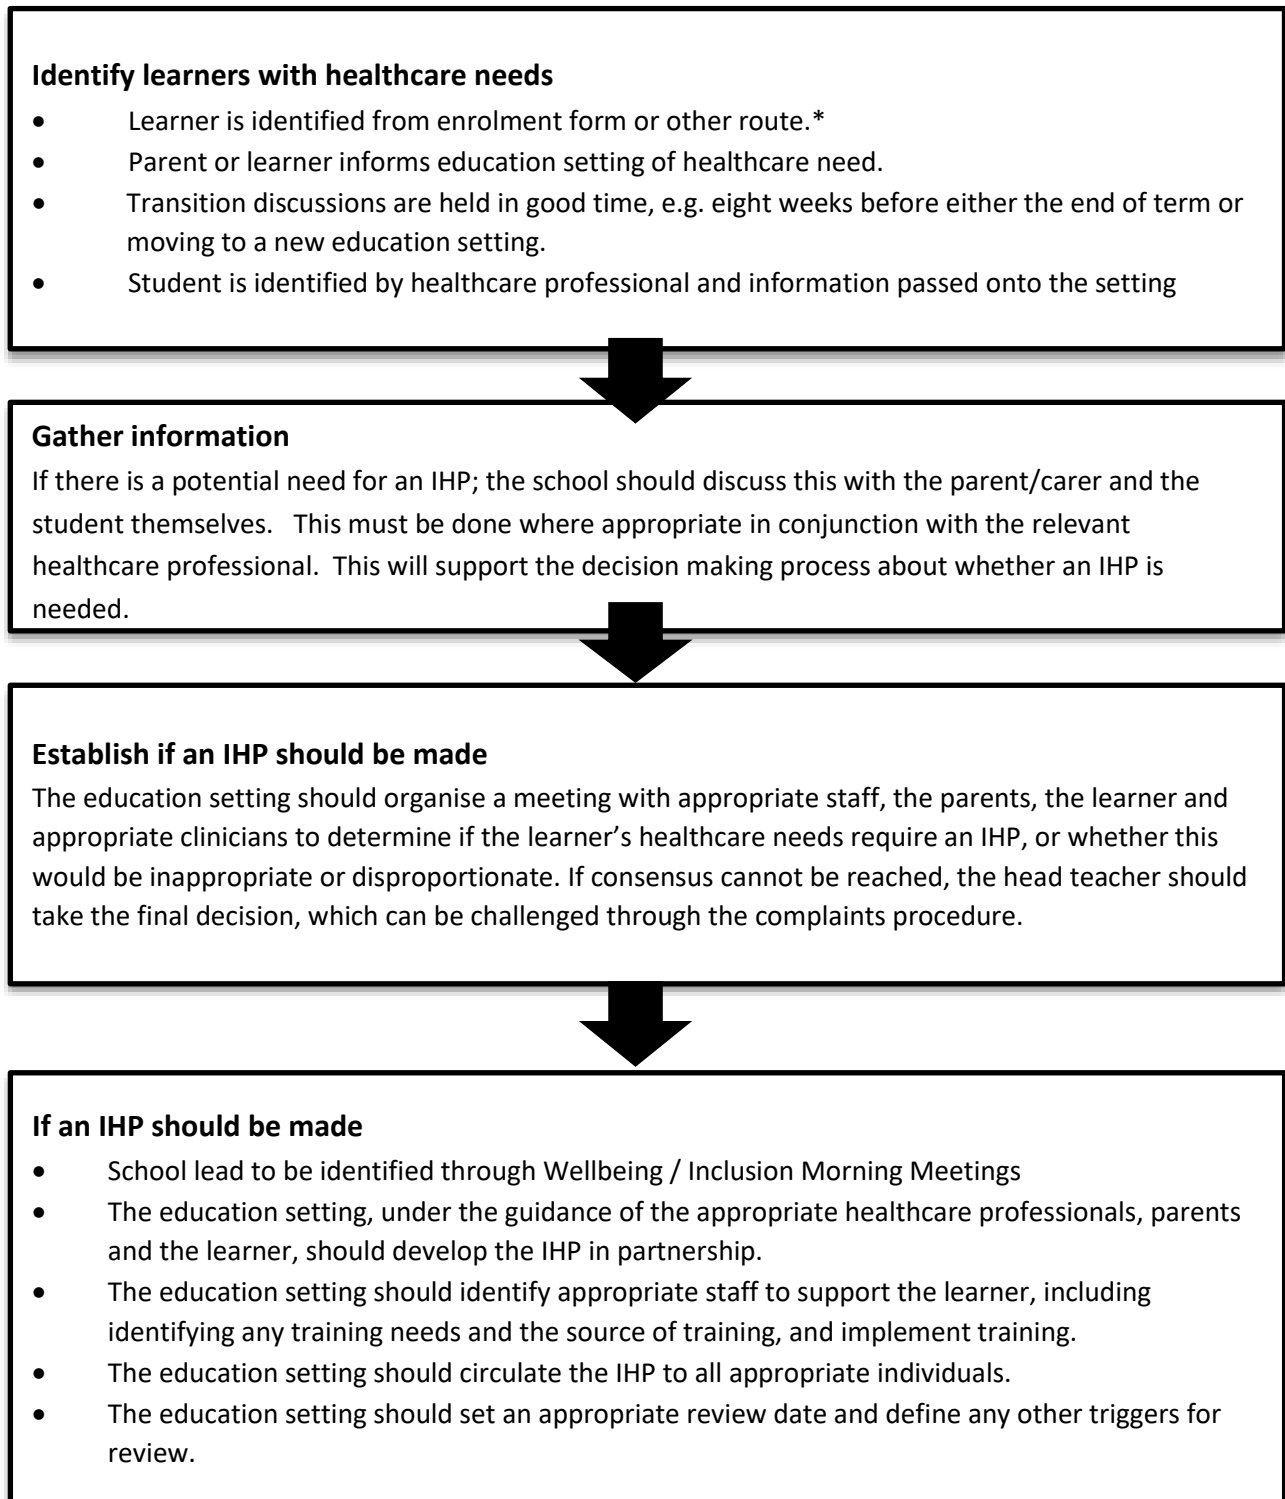 Identify learners with healthcare needs
• Learner is identified from enrolment form or other route.*
• Parent or learner informs education setting of healthcare need.
• Transition discussions are held in good time, e.g. eight weeks before either the end of term or
moving to a new education setting.
• Student is identified by healthcare professional and information passed onto the setting
Gather information
If there is a potential need for an IHP; the school should discuss this with the parent/carer and the
student themselves. This must be done where appropriate in conjunction with the relevant
healthcare professional. This will support the decision making process about whether an IHP is
needed.
Establish if an IHP should be made
The education setting should organise a meeting with appropriate staff, the parents, the learner and
appropriate clinicians to determine if the learner’s healthcare needs require an IHP, or whether this
would be inappropriate or disproportionate. If consensus cannot be reached, the head teacher should
take the final decision, which can be challenged through the complaints procedure.
If an IHP should be made
• School lead to be identified through Wellbeing / Inclusion Morning Meetings
• The education setting, under the guidance of the appropriate healthcare professionals, parents
and the learner, should develop the IHP in partnership.
• The education setting should identify appropriate staff to support the learner, including
identifying any training needs and the source of training, and implement training.
• The education setting should circulate the IHP to all appropriate individuals.
• The education setting should set an appropriate review date and define any other triggers for
review.